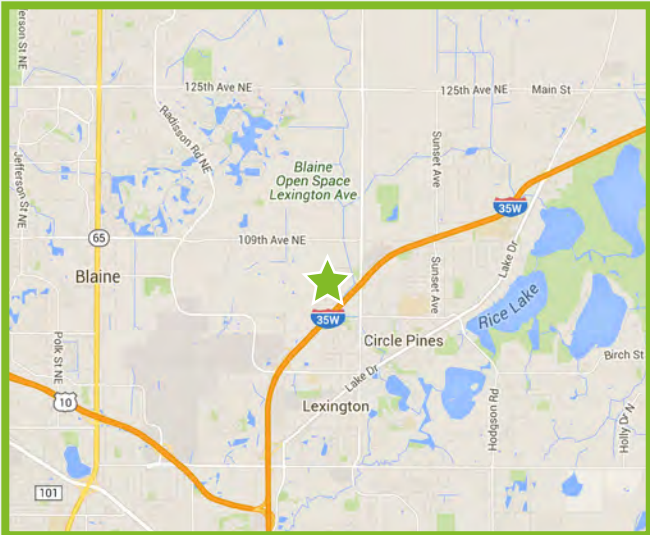 erson St NE
125th Ave NE
125th Ave NE
Main St
Radisson Rd NE
Jefferson St NE
Sunset Ave
Blaine
Open Space
Lexington Ave
35W
65
109th Ave NE
Lake Dr
Blaine
Sunset Ave
Rice Lake
35W
Circle Pines
Polk St NE
Birch St
Lake Dr
10
Lexington
Hodgson Rd
Holly Dr N
101